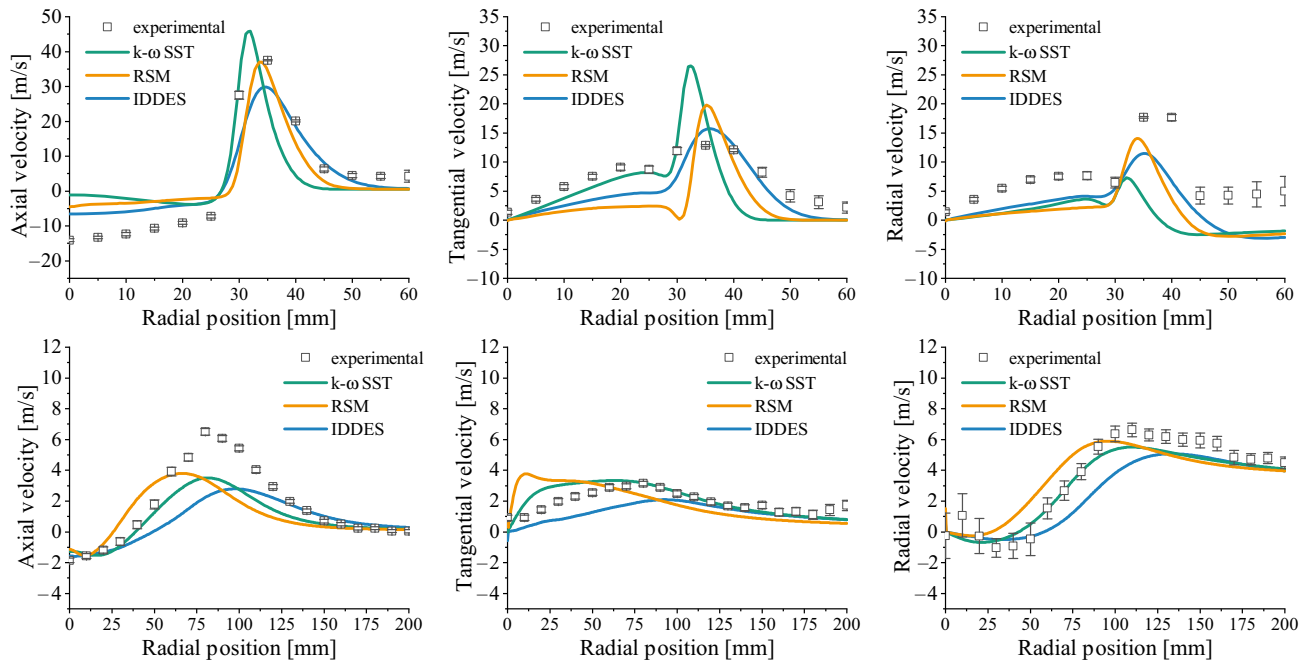 Axial velocity [m/s]
50
40
30
20
10
0
−10
−20
experimental
k-ω SST
RSM
IDDES
0 10 20 30 40 50 60
Radial position [mm]
Tangential velocity [m/s]
35
30
25
20
15
10
5
0
−5
−10
experimental
k-ω SST
RSM
IDDES
0 10 20 30 40 50 60
Radial position [mm]
Radial velocity [m/s]
35
30
25
20
15
10
5
0
−5
−10
experimental
k-ω SST
RSM
IDDES
0 10 20 30 40 50 60
Radial position [mm]
Axial velocity [m/s]
12
10
8
6
4
2
0
−2
−4
experimental
k-ω SST
RSM
IDDES
0 25 50 75 100 125 150 175 200
Radial position [mm]
Tangential velocity [m/s]
12
10
8
6
4
2
0
−2
−4
experimental
k-ω SST
RSM
IDDES
0 25 50 75 100 125 150 175 200
Radial position [mm]
Radial velocity [m/s]
12
10
8
6
4
2
0
−2
−4
experimental
k-ω SST
RSM
IDDES
0 25 50 75 100 125 150 175 200
Radial position [mm]